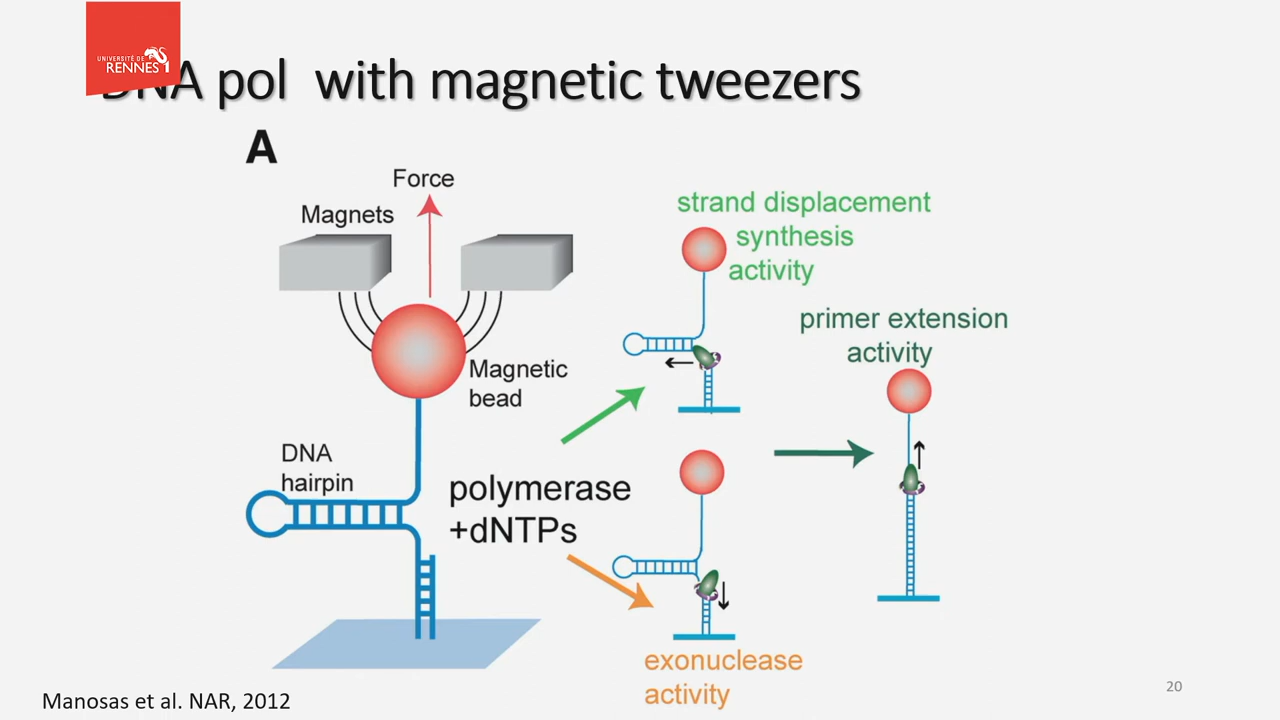 UNIVERSITÉ DE
RENNES 1
DNA pol with magnetic tweezers
A
Force
Magnets
Magnetic
bead
DNA
hairpin
polymerase
+dNTPs
strand displacement
synthesis
activity
primer extension
activity
exonuclease
activity
Manosas et al. NAR, 2012
20